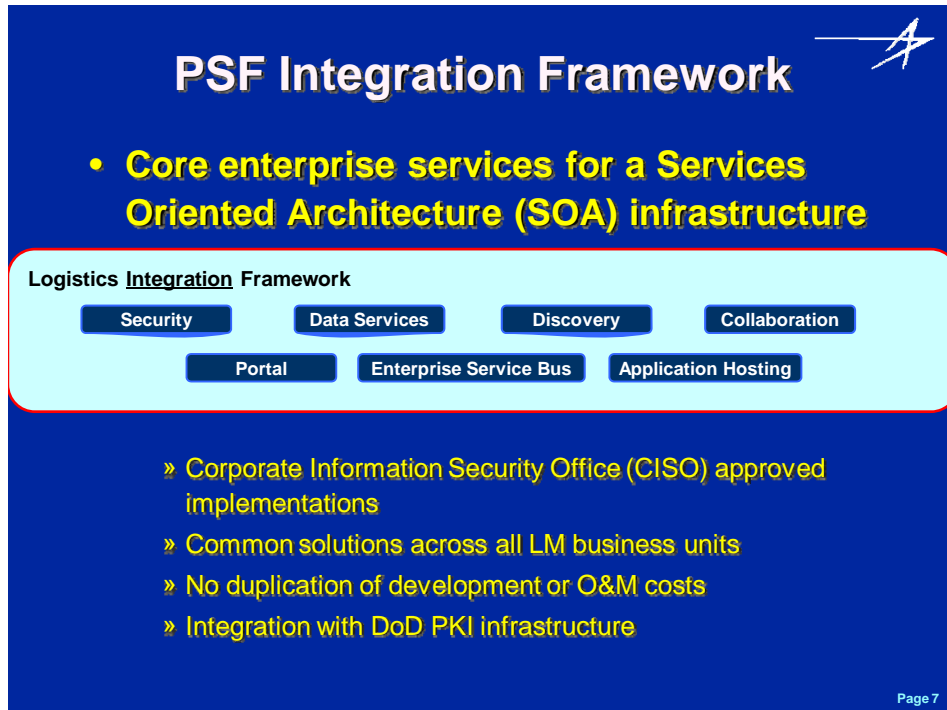 PSF Integration Framework
• Core enterprise services for a Services
Oriented Architecture (SOA) infrastructure
Logistics Integration Framework
Security Data Services Discovery Collaboration
Portal Enterprise Service Bus Application Hosting
» Corporate Information Security Office (CISO) approved
implementations
» Common solutions across all LM business units
» No duplication of development or O&M costs
» Integration with DoD PKI infrastructure
Page 7